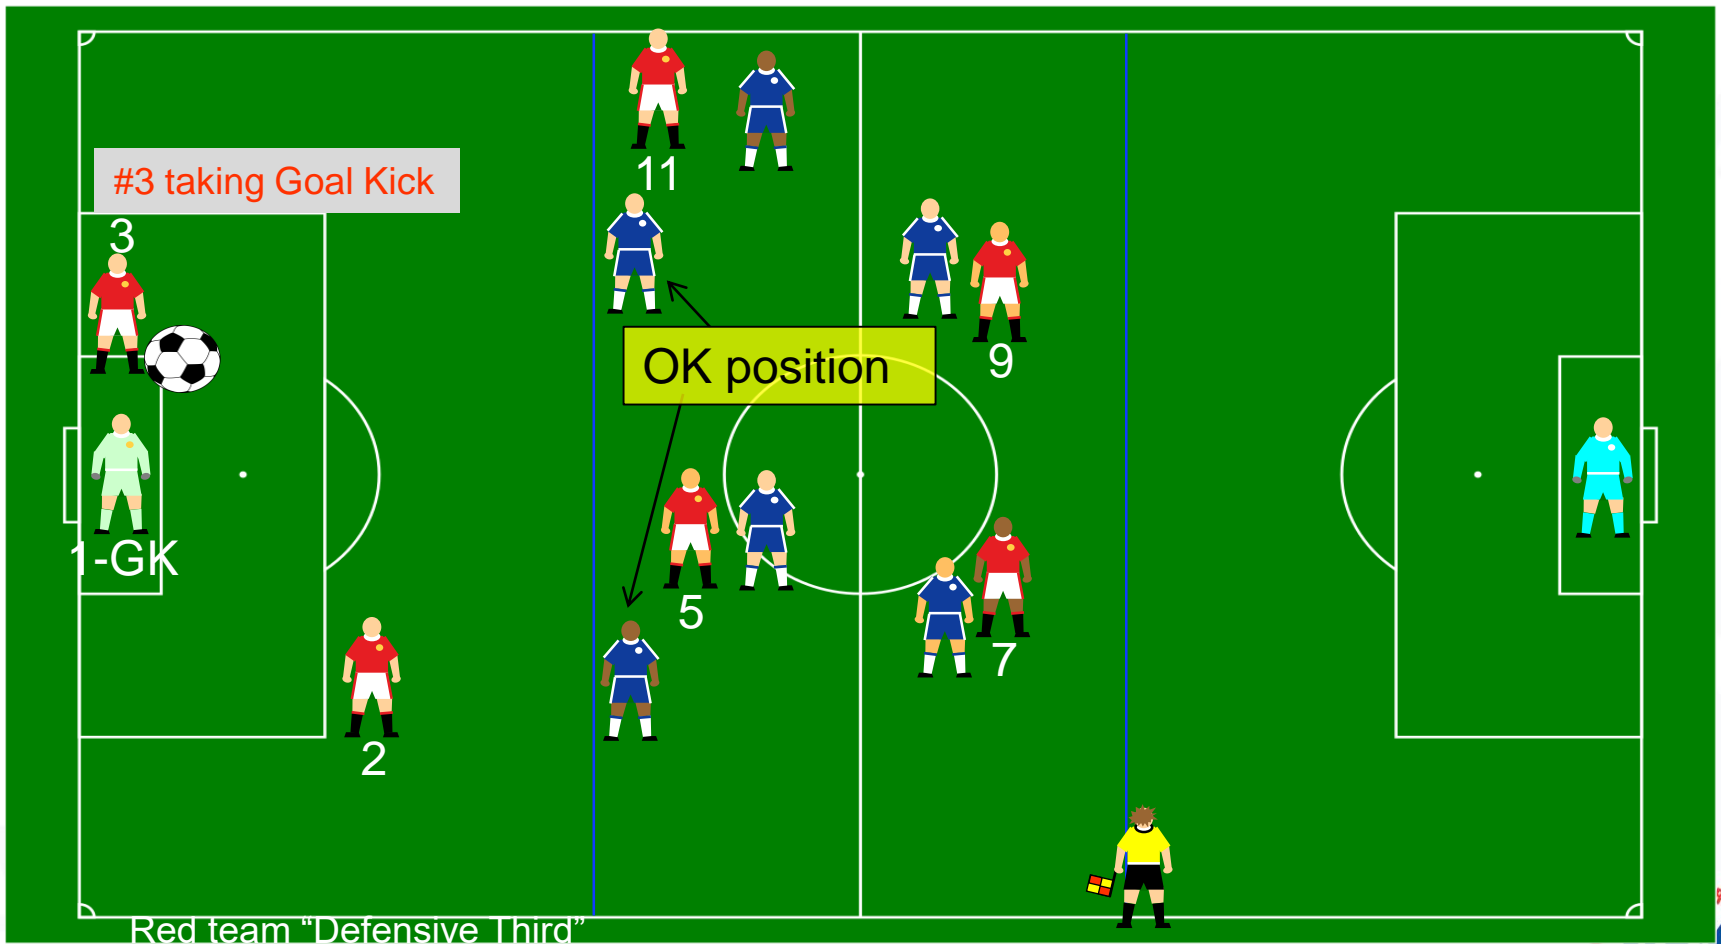 11
#3 taking Goal Kick
3
OK position
9
1-GK
5
7
2
Red team “Defensive Third”